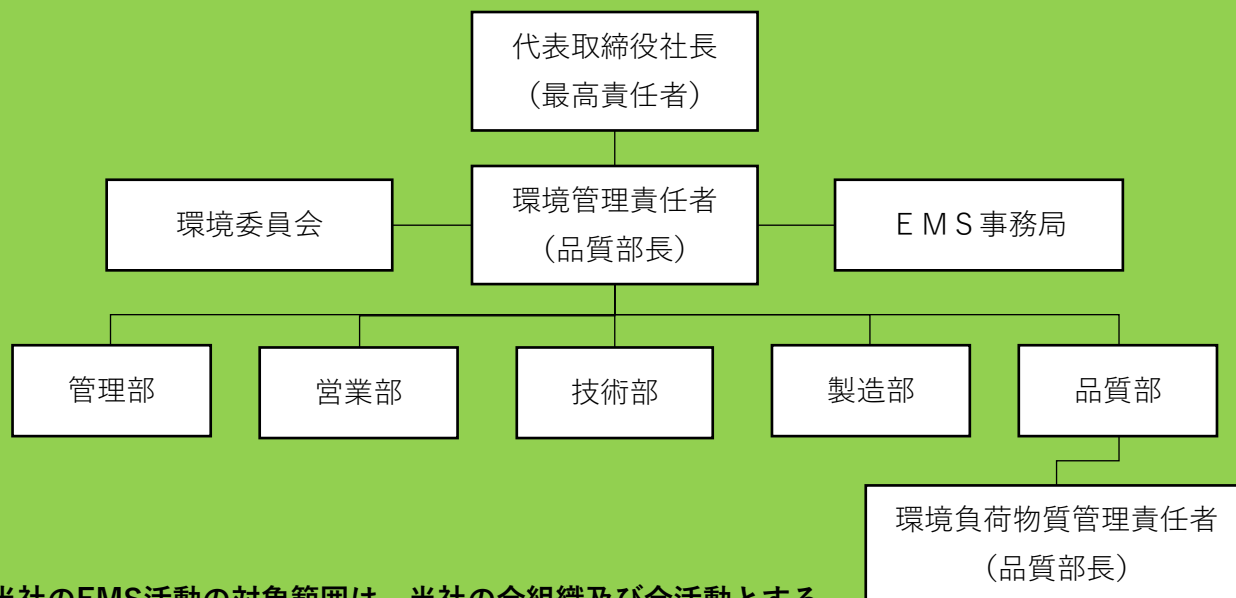 代表取締役社長
（最高責任者）
環境委員会
環境管理責任者
（品質部長）
ＥＭＳ事務局
管理部
営業部
技術部
製造部
品質部
環境負荷物質管理責任者
（品質部長）
当社のEMS活動の対象範囲は、当社の全組織及び全活動とする